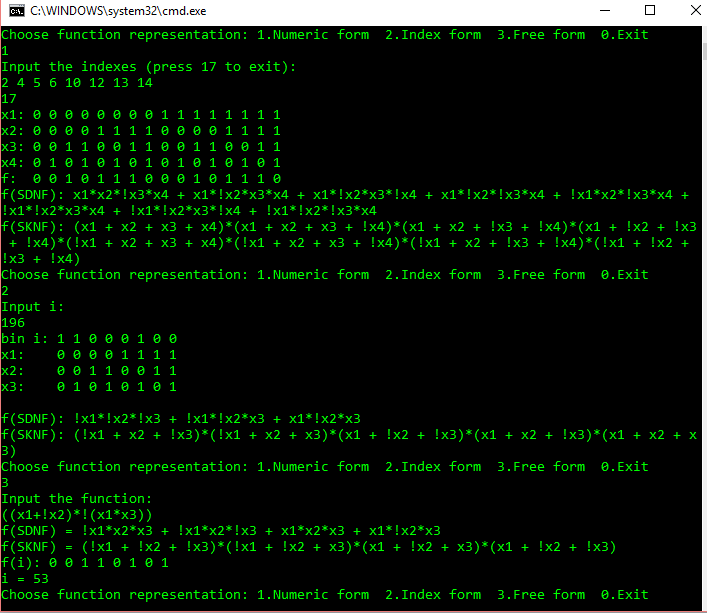 C:\WINDOWS\system32\cmd.exe
Choose function representation: 1.Numeric form  2.Index form  3.Free form  0.Exit
1
Input the indexes (press 17 to exit):
2 4 5 6 10 12 13 14
17
x1: 0 0 0 0 0 0 0 0 1 1 1 1 1 1 1 1
x2: 0 0 0 0 1 1 1 1 0 0 0 0 1 1 1 1
x3: 0 0 1 1 0 0 1 1 0 0 1 1 0 0 1 1
x4: 0 1 0 1 0 1 0 1 0 1 0 1 0 1 0 1
f:  0 0 1 0 1 1 1 0 0 0 1 0 1 1 1 0
f(SDNF): x1*x2*!x3*x4 + x1*!x2*x3*x4 + x1*!x2*x3*!x4 + x1*!x2*!x3*x4 + !x1*x2*!x3*x4 +
!x1*!x2*x3*x4 + !x1*!x2*x3*!x4 + !x1*!x2*!x3*x4
f(SKNF): (x1 + x2 + x3 + x4)*(x1 + x2 + x3 + !x4)*(x1 + x2 + !x3 + !x4)*(x1 + !x2 + !x3
 + !x4)*(!x1 + x2 + x3 + x4)*(!x1 + x2 + x3 + !x4)*(!x1 + x2 + !x3 + !x4)*(!x1 + !x2 +
!x3 + !x4)
Choose function representation: 1.Numeric form  2.Index form  3.Free form  0.Exit
2
Input i:
196
bin i: 1 1 0 0 0 1 0 0
x1:    0 0 0 0 1 1 1 1
x2:    0 0 1 1 0 0 1 1
x3:    0 1 0 1 0 1 0 1
f(SDNF): !x1*!x2*!x3 + !x1*!x2*x3 + x1*!x2*x3
f(SKNF): (!x1 + x2 + !x3)*(!x1 + x2 + x3)*(x1 + !x2 + !x3)*(x1 + x2 + !x3)*(x1 + x2 + x
3)
Choose function representation: 1.Numeric form  2.Index form  3.Free form  0.Exit
3
Input the function:
((x1+!x2)*!(x1*x3))
f(SDNF) = !x1*x2*x3 + !x1*x2*!x3 + x1*x2*x3 + x1*!x2*x3
f(SKNF) = (!x1 + !x2 + !x3)*(!x1 + !x2 + x3)*(x1 + !x2 + x3)*(x1 + !x2 + !x3)
f(i): 0 0 1 1 0 1 0 1
i = 53
Choose function representation: 1.Numeric form  2.Index form  3.Free form  0.Exit